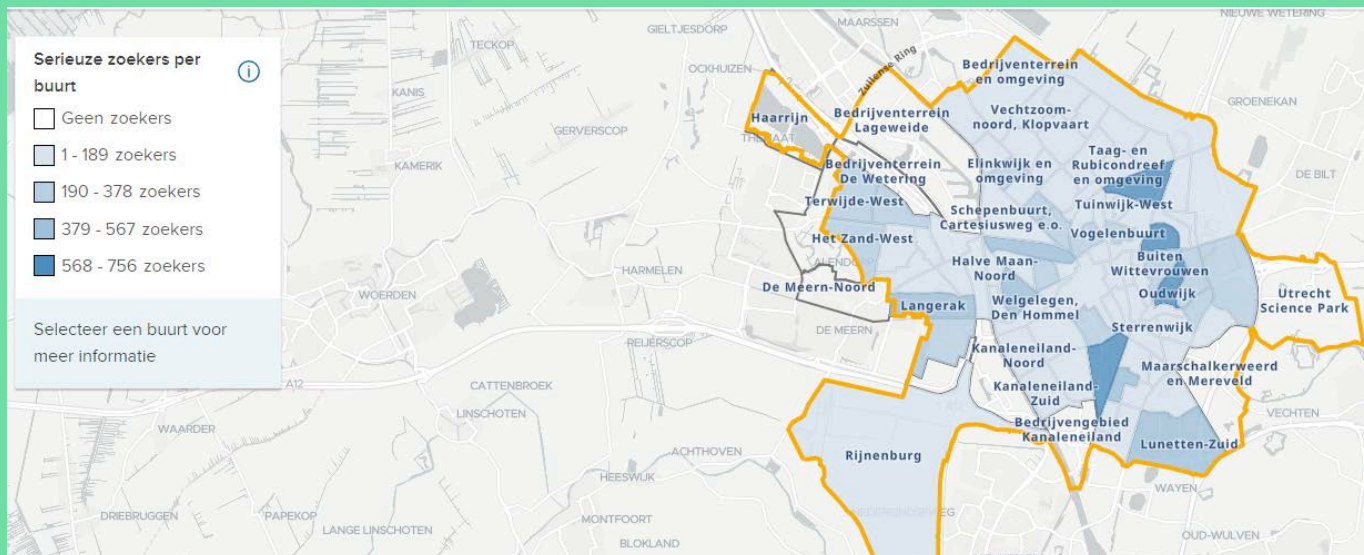 Serieuze zoekers per
buurt
Geen zoekers
1 - 189 zoekers
190 - 378 zoekers
379 - 567 zoekers
568 - 756 zoekers
Selecteer een buurt voor
meer informatie
MAARSSEN
NIEUWE WETERING
GIELTJESDORP
TECKOP
OCKHUIZEN
Zuilense Ring
Bedrijventerrein
en omgeving
KANIS
GROENEKAN
Haarrijn
Bedrijventerrein
Lageweide
Vechtzoom-
noord, Klopvaart
GERVERSCOP
KAMERIK
Bedrijventerrein
De Wetering
Elinkwijk en
omgeving
Taag- en
Rubicondreef
en omgeving
DE BILT
Terwijde-West
Schepenbuurt,
Cartesiusweg e.o.
Tuinwijk-West
Het Zand-West
Vogelenbuurt
HARMELEN
Halve Maan-
Noord
Buiten
Wittevrouwen
De Meern-Noord
WOERDEN
Langerak
Welgelegen,
Den Hommel
Oudwijk
Utrecht
Science Park
DE MEERN
Sterrenwijk
REIJERSCOP
Kanaleneiland-
Noord
Maarschalkerweerd
en Mereveld
A12
CATTENBROEK
Kanaleneiland-
Zuid
LINSCHOTEN
VECHTEN
WAARDER
Bedrijvengebied
Kanaleneiland
Lunetten-Zuid
ACHTHOVEN
Rijnenburg
HEESWIJK
WAYEN
DRIEBRUGGEN
PAPEKOP
LANGE LINSCHOTEN
MONTFOORT
BLOKLAND
OUD-WULVEN